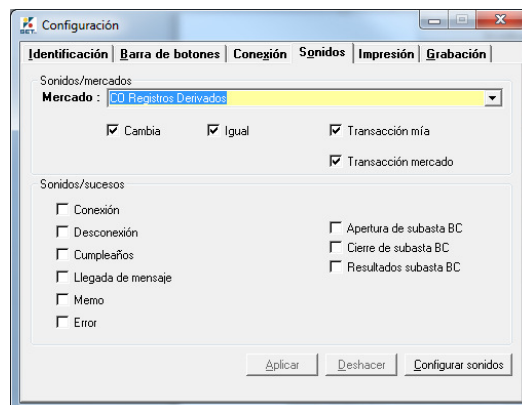 SET. Configuración
Identificación Barra de botones Conexión Sonidos Impresión Grabación
Sonidos/mercados
Mercado : CO Registros Derivados
Cambia Igual Transacción mía
Transacción mercado
Sonidos/sucesos
Conexión
Desconexión
Cumpleaños
Llegada de mensaje
Memo
Error
Apertura de subasta BC
Cierre de subasta BC
Resultados subasta BC
Aplicar Deshacer Configurar sonidos